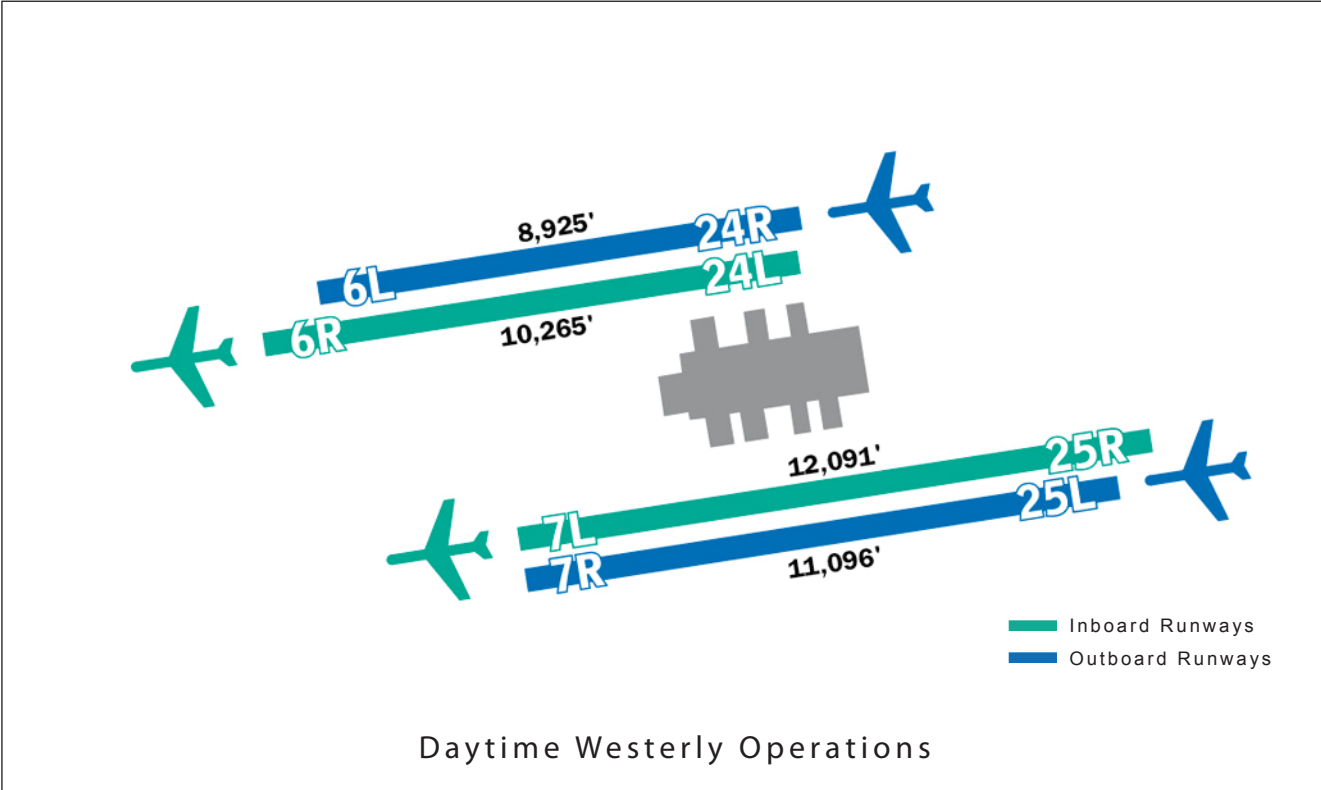 8,925'
24R
6L
24L
6R
10,265'
12,091'
25R
7L
25L
7R
11,096'
Inboard Runways
Outboard Runways
Daytime Westerly Operations